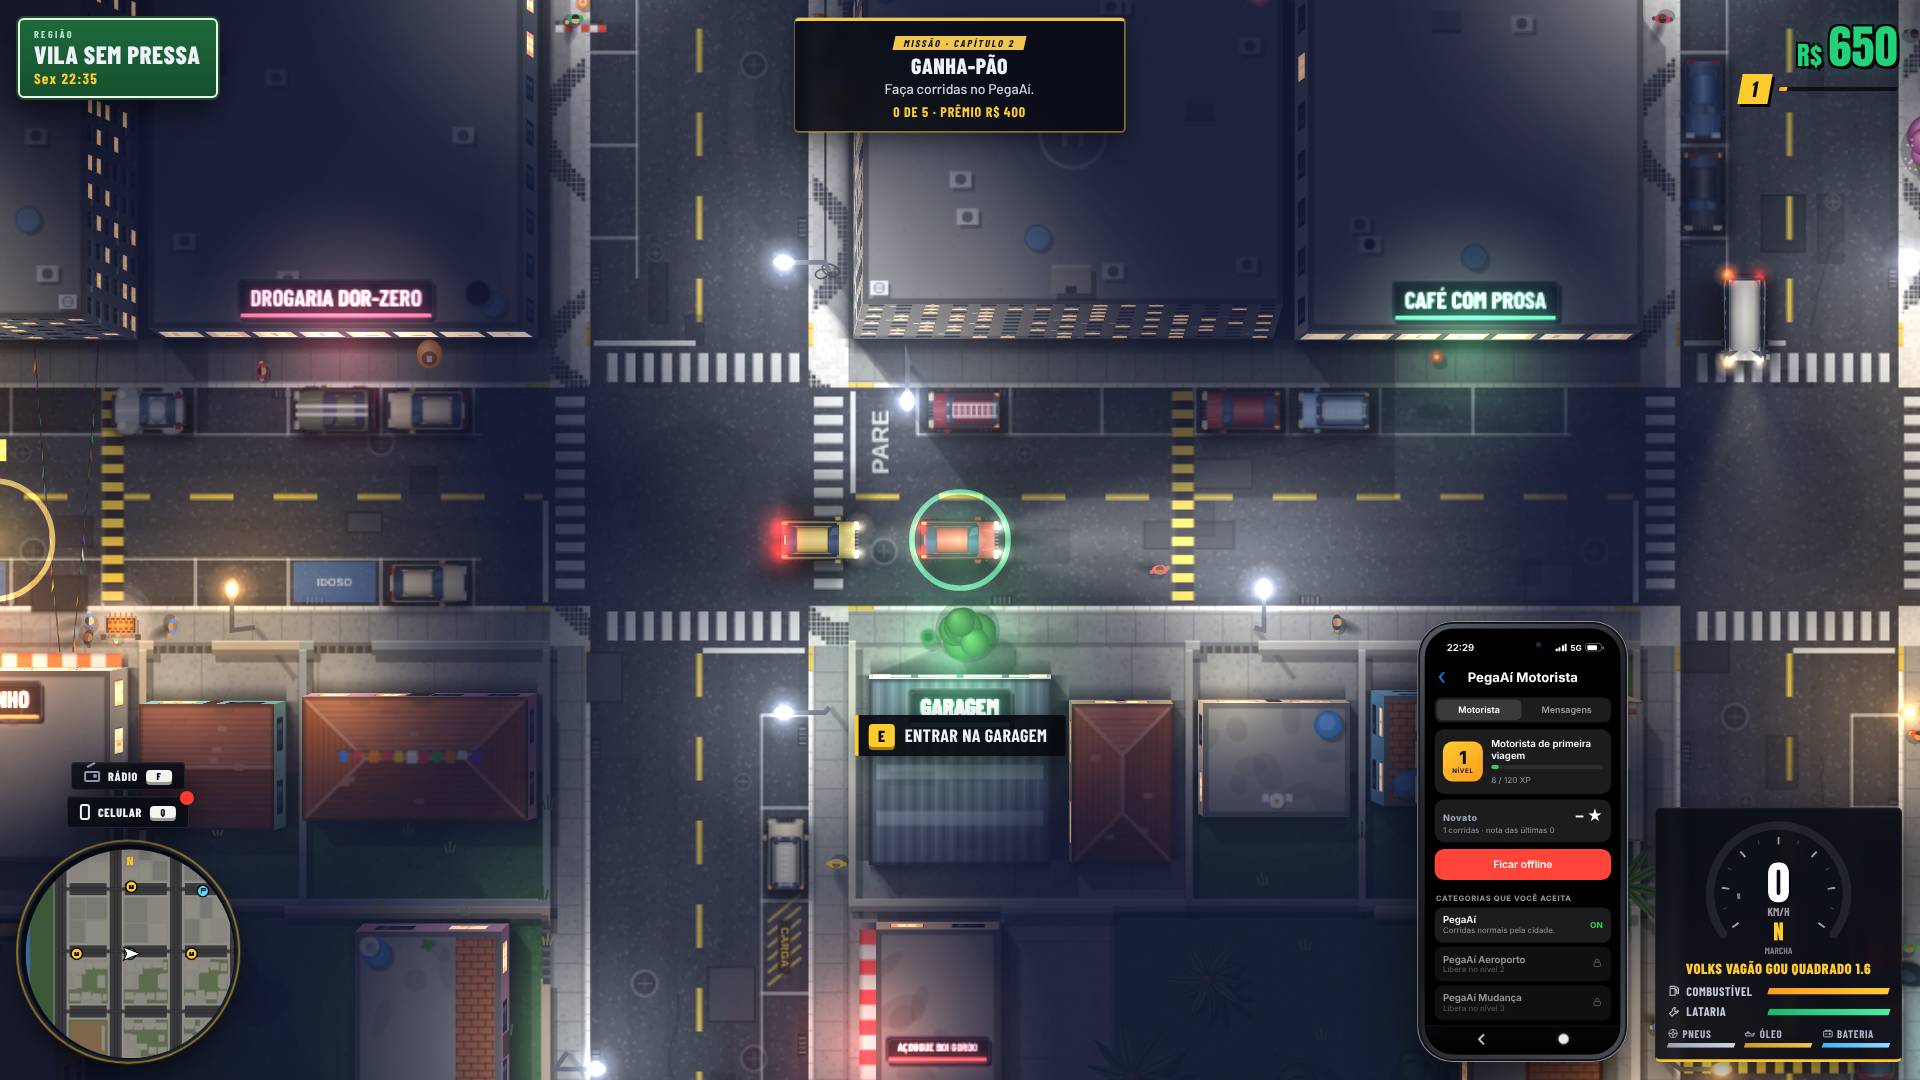 REGIÃO
VILA SEM PRESSA
Sex 22:35
MISSÃO · CAPÍTULO 2
GANHA-PÃO
Faça corridas no PegaAí.
0 DE 5 · PRÊMIO R$ 400
R$ 650
1
DROGARIA DOR-ZERO
CAFÉ COM PROSA
PARE
IDOSO
NHO
GARAGEM
E ENTRAR NA GARAGEM
RÁDIO F
CELULAR Q
N
CARGA
AÇOUGUE BOI GORDO
22:29
5G
PegaAí Motorista
Motorista
Mensagens
1
NÍVEL
Motorista de primeira
viagem
8 / 120 XP
Novato
– ★
1 corridas · nota das últimas 0
Ficar offline
CATEGORIAS QUE VOCÊ ACEITA
PegaAí
Corridas normais pela cidade.
ON
PegaAí Aeroporto
Libera no nível 2
PegaAí Mudança
Libera no nível 3
0
KM/H
N
MARCHA
VOLKS VAGÃO GOU QUADRADO 1.6
COMBUSTÍVEL
LATARIA
PNEUS
ÓLEO
BATERIA